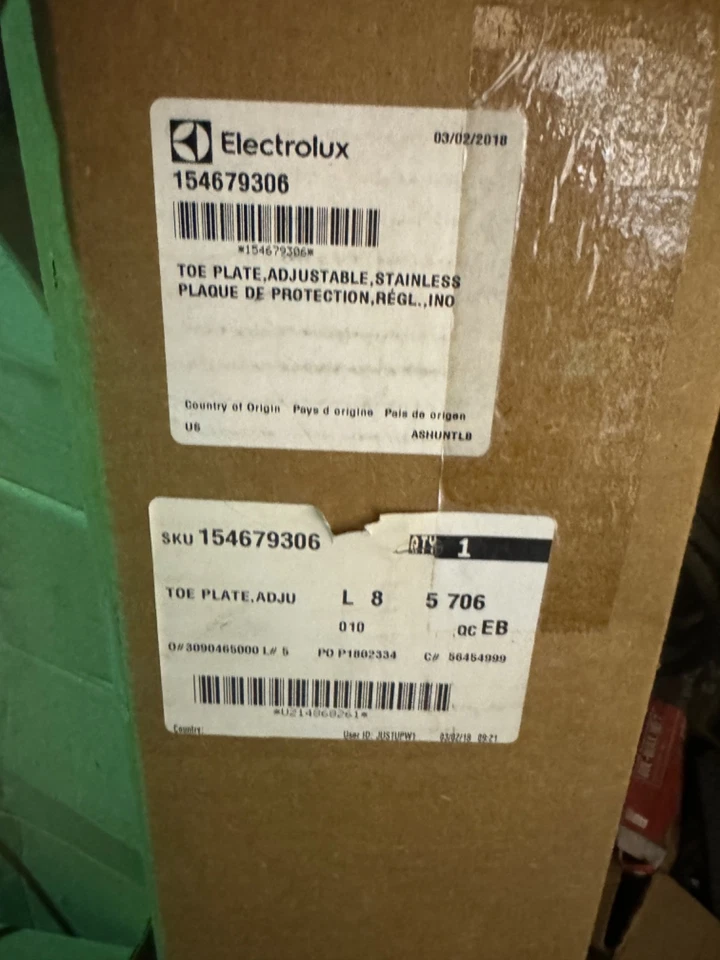 Electrolux
03/02/2018
154679306
*154679306*
TOE PLATE,ADJUSTABLE,STAINLESS
PLAQUE DE PROTECTION,RÉGL.,INO
Country of Origin Pays d origine Pais de origen
US
ASHUNTLB
SKU 154679306
QTY 1
TOE PLATE,ADJU L 8 5 706
010 QC EB
O#3090465000 L# 5 PO P1802334 C# 56454999
*U214868261*
Country: User ID: JUSTUPW1 03/02/18 09:21